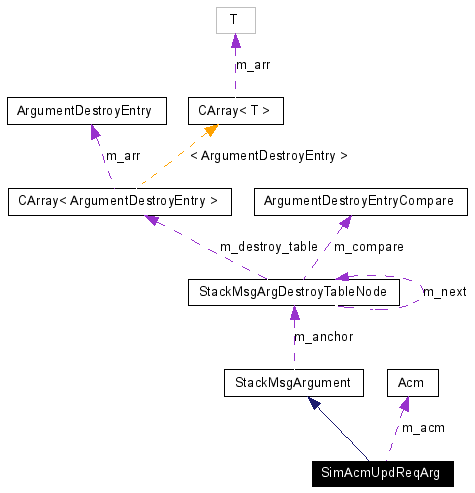 T
m_arr
ArgumentDestroyEntry
CArray< T >
m_arr
< ArgumentDestroyEntry >
CArray< ArgumentDestroyEntry >
ArgumentDestroyEntryCompare
m_destroy_table
m_compare
StackMsgArgDestroyTableNode
m_next
m_anchor
StackMsgArgument
Acm
m_acm
SimAcmUpdReqArg